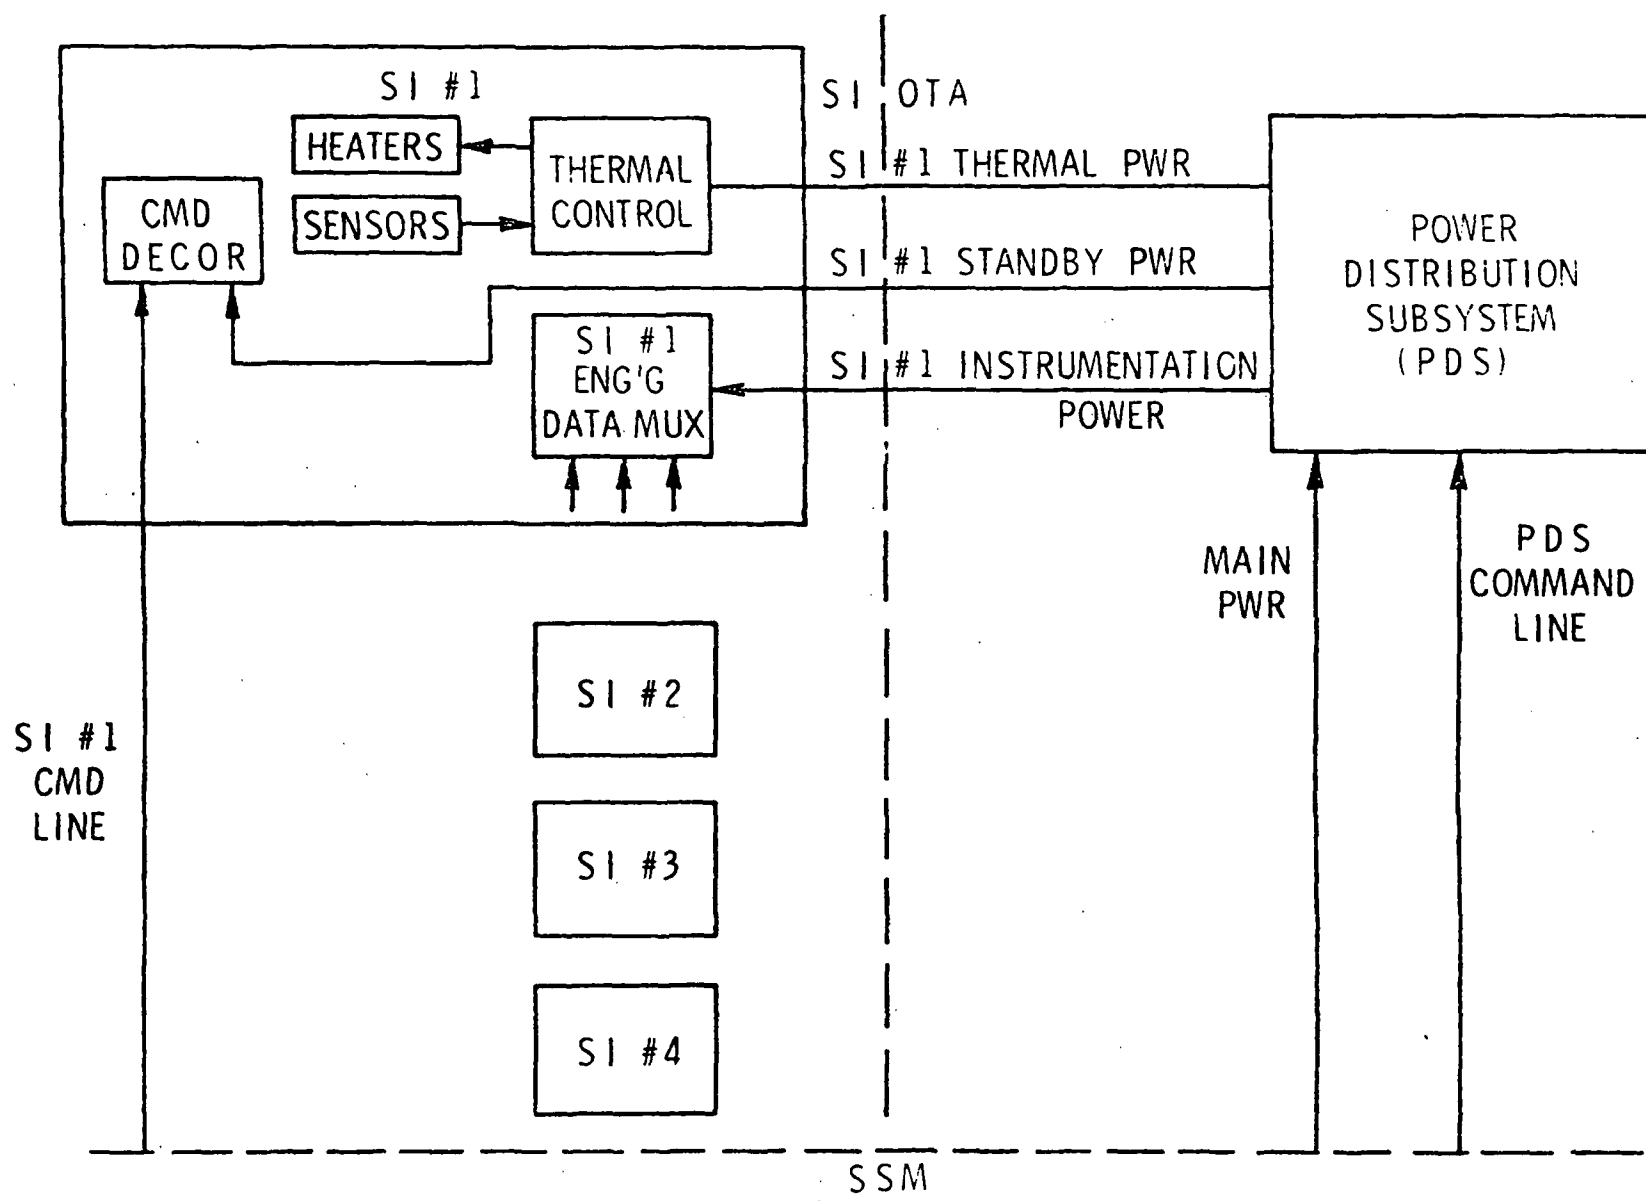 SI #1
SI OTA
HEATERS
THERMAL
CONTROL
SENSORS
CMD
DECOR
SI #1 THERMAL PWR
SI #1 STANDBY PWR
SI #1
ENG'G
DATA MUX
SI #1 INSTRUMENTATION
POWER
POWER
DISTRIBUTION
SUBSYSTEM
(PDS)
MAIN
PWR
PDS
COMMAND
LINE
SI #2
SI #1
CMD
LINE
SI #3
SI #4
SSM